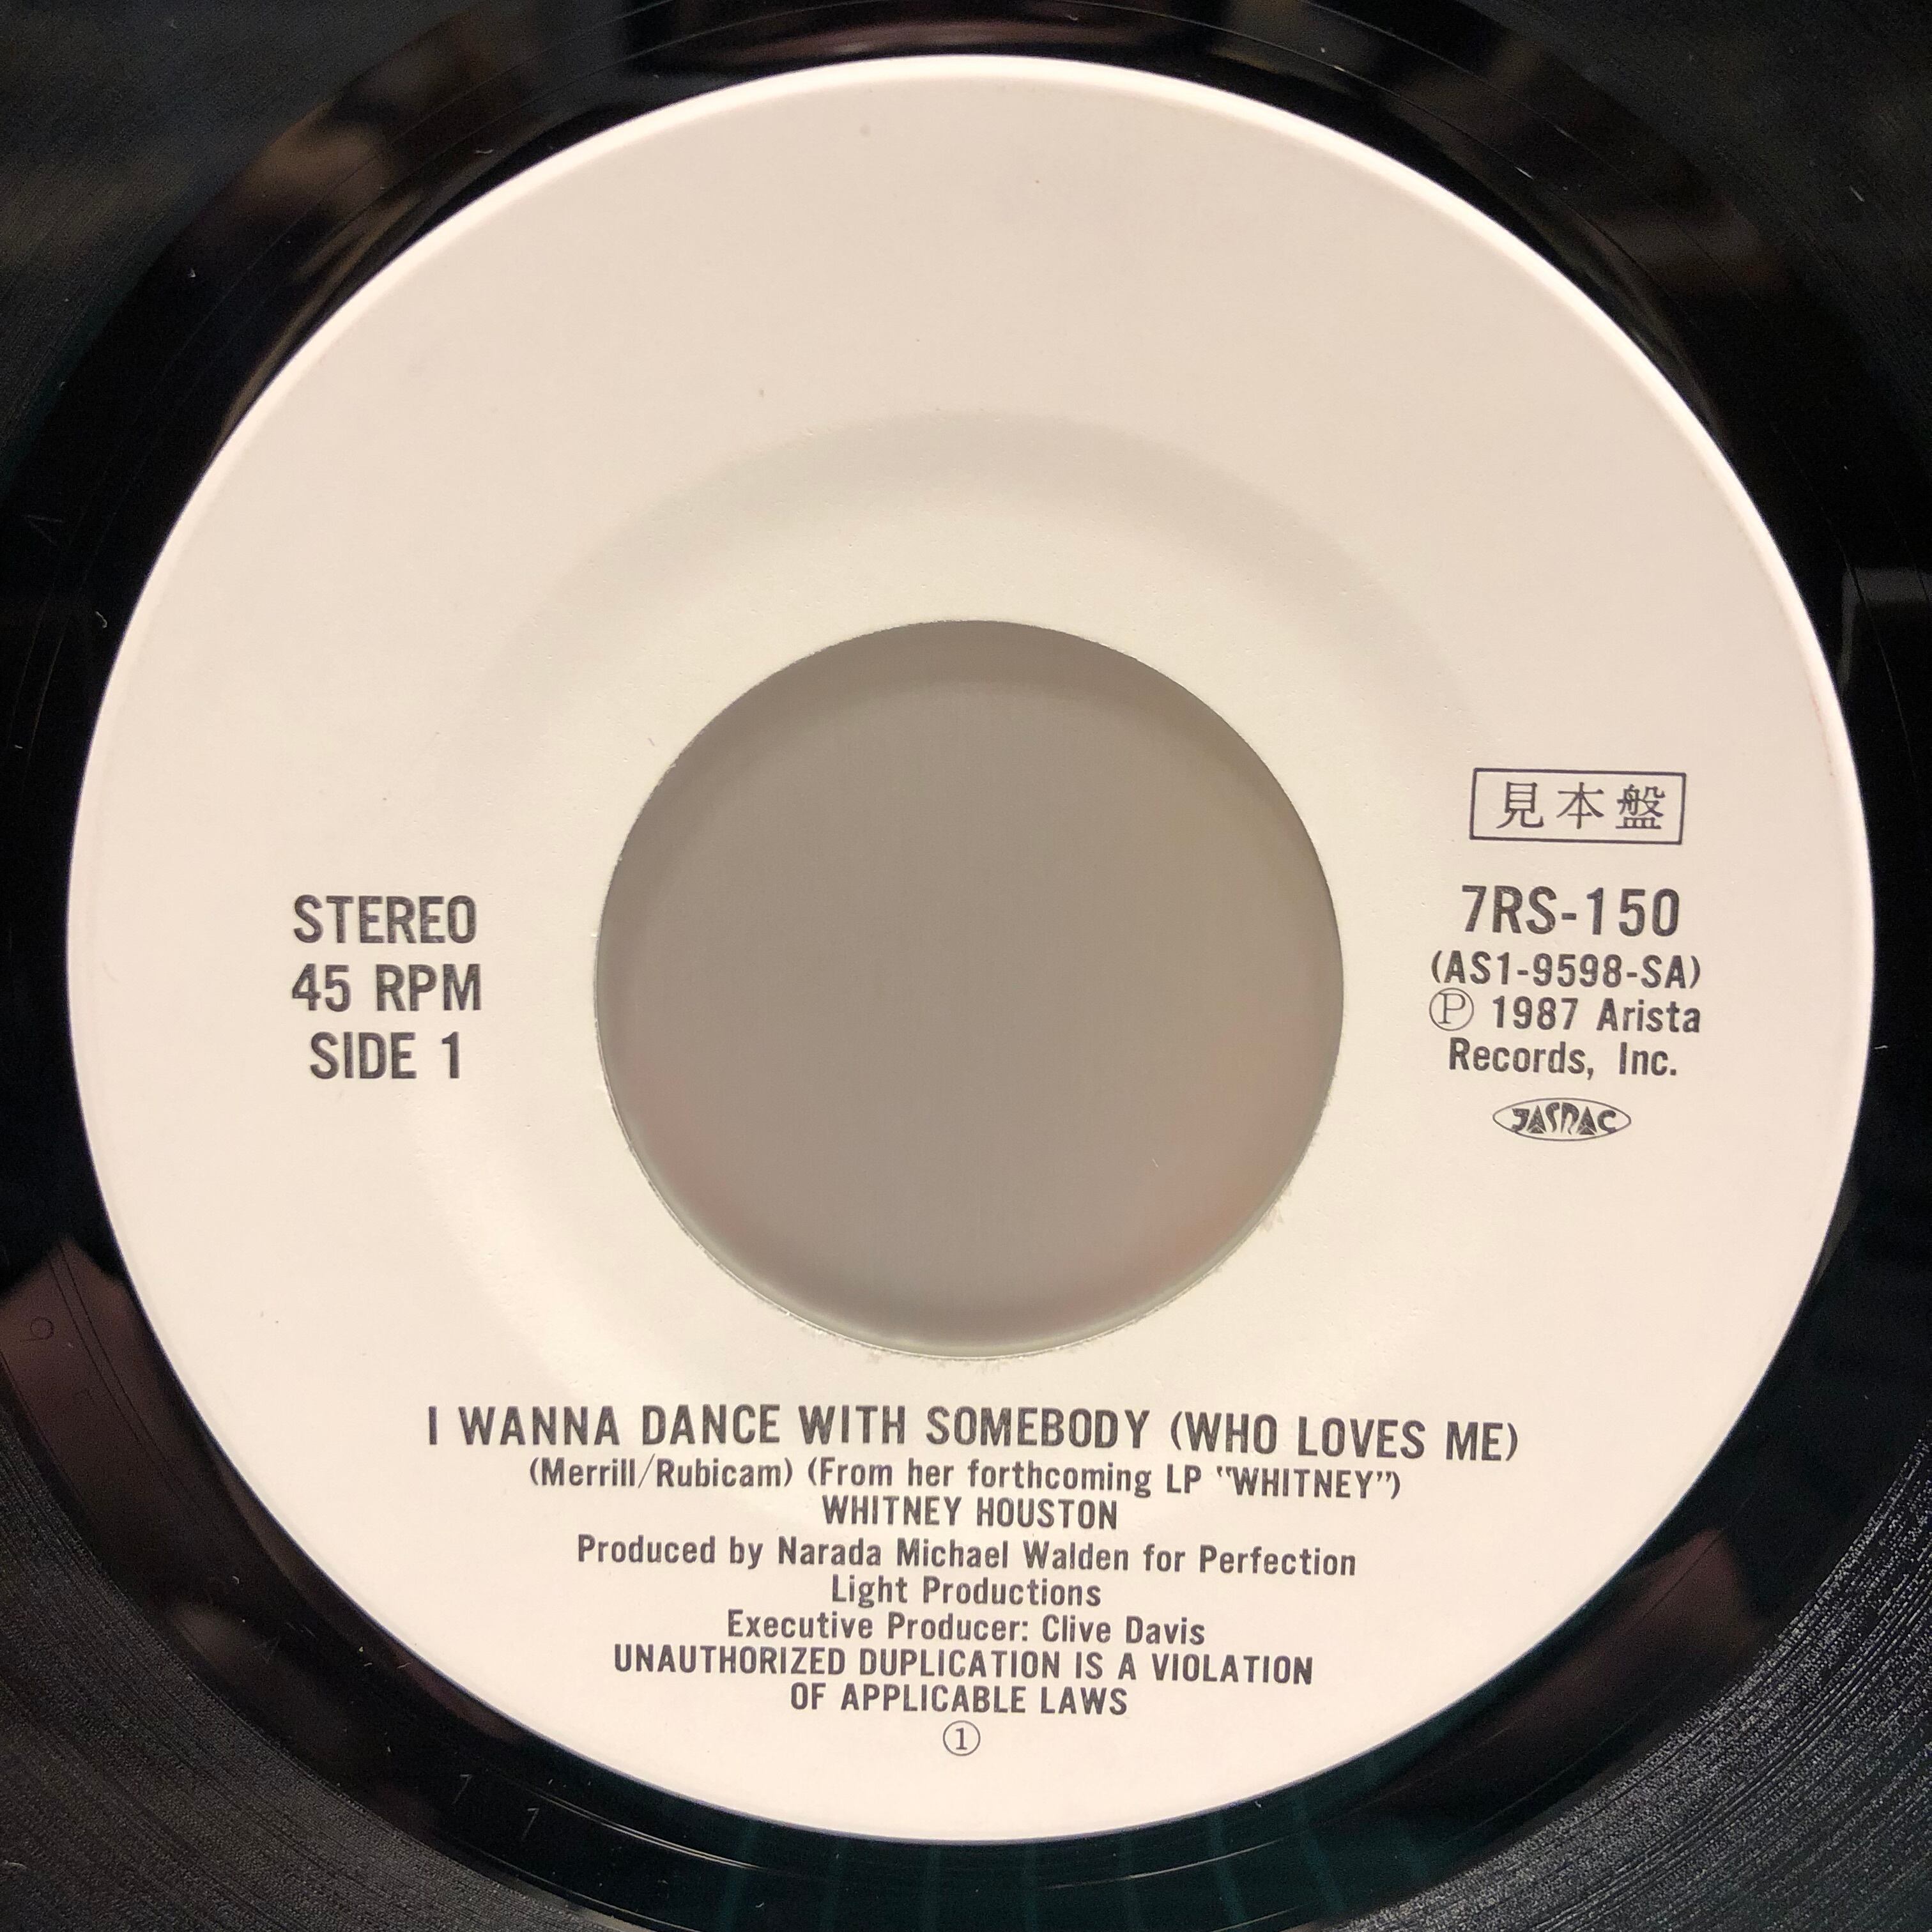 STEREO
45 RPM
SIDE 1
見本盤
7RS-150
(AS1-9598-SA)
Ⓟ 1987 Arista
Records, Inc.
JASRAC
I WANNA DANCE WITH SOMEBODY (WHO LOVES ME)
(Merrill/Rubicam) (From her forthcoming LP "WHITNEY")
WHITNEY HOUSTON
Produced by Narada Michael Walden for Perfection
Light Productions
Executive Producer: Clive Davis
UNAUTHORIZED DUPLICATION IS A VIOLATION
OF APPLICABLE LAWS
①